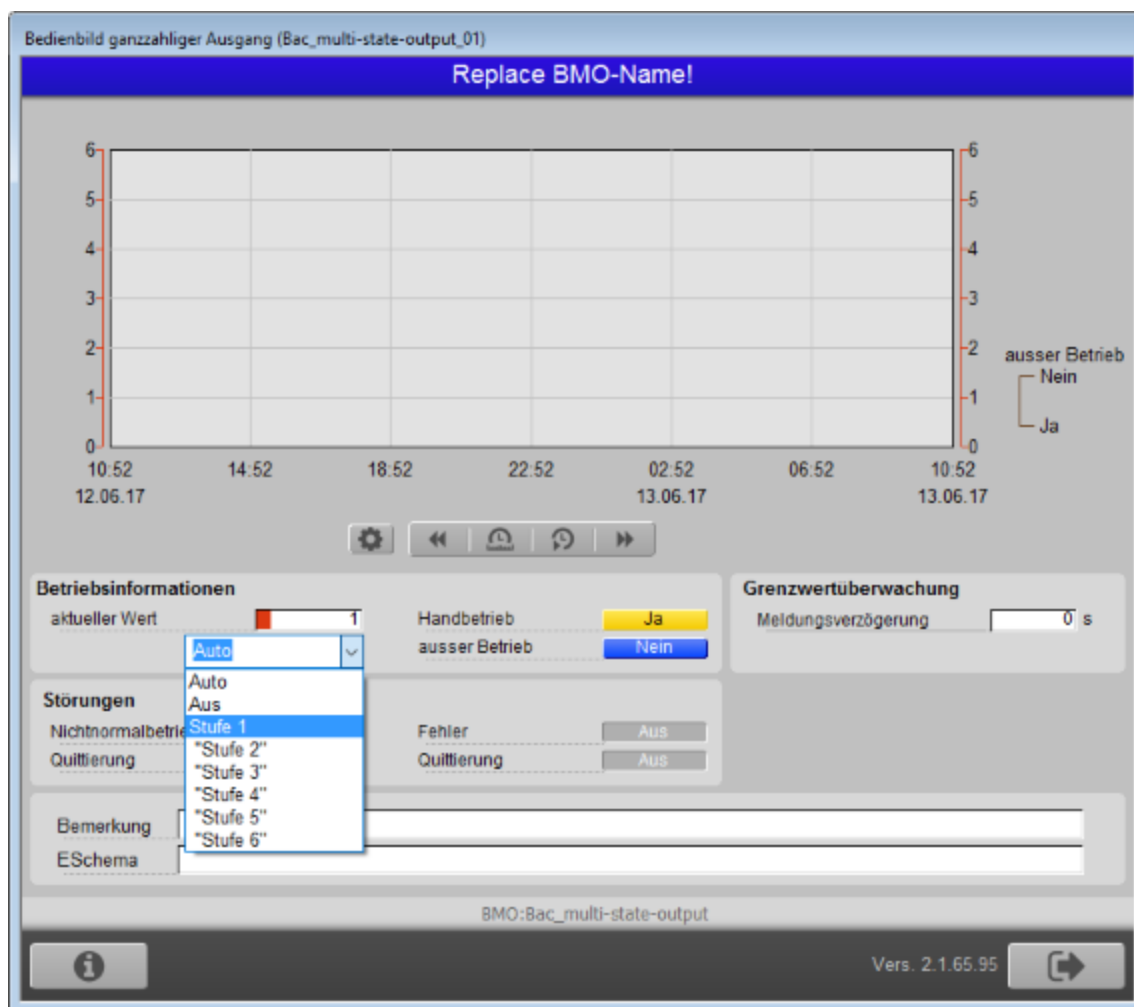 Bedienbild ganzzahliger Ausgang (Bac_multi-state-output_01)
Replace BMO-Name!
6 6
5 5
4 4
3 3
2 2
1 1
0 0
ausser Betrieb
Nein
Ja
10:52 14:52 18:52 22:52 02:52 06:52 10:52
12.06.17 13.06.17 13.06.17
Betriebsinformationen
aktueller Wert 1
Auto
Handbetrieb Ja
ausser Betrieb Nein
Grenzwertüberwachung
Meldungsverzögerung 0 s
Auto
Aus
Stufe 1
"Stufe 2"
"Stufe 3"
"Stufe 4"
"Stufe 5"
"Stufe 6"
Störungen
Nichtnormalbetrie
Quittierung
Fehler Aus
Quittierung Aus
Bemerkung
ESchema
BMO:Bac_multi-state-output
Vers. 2.1.65.95